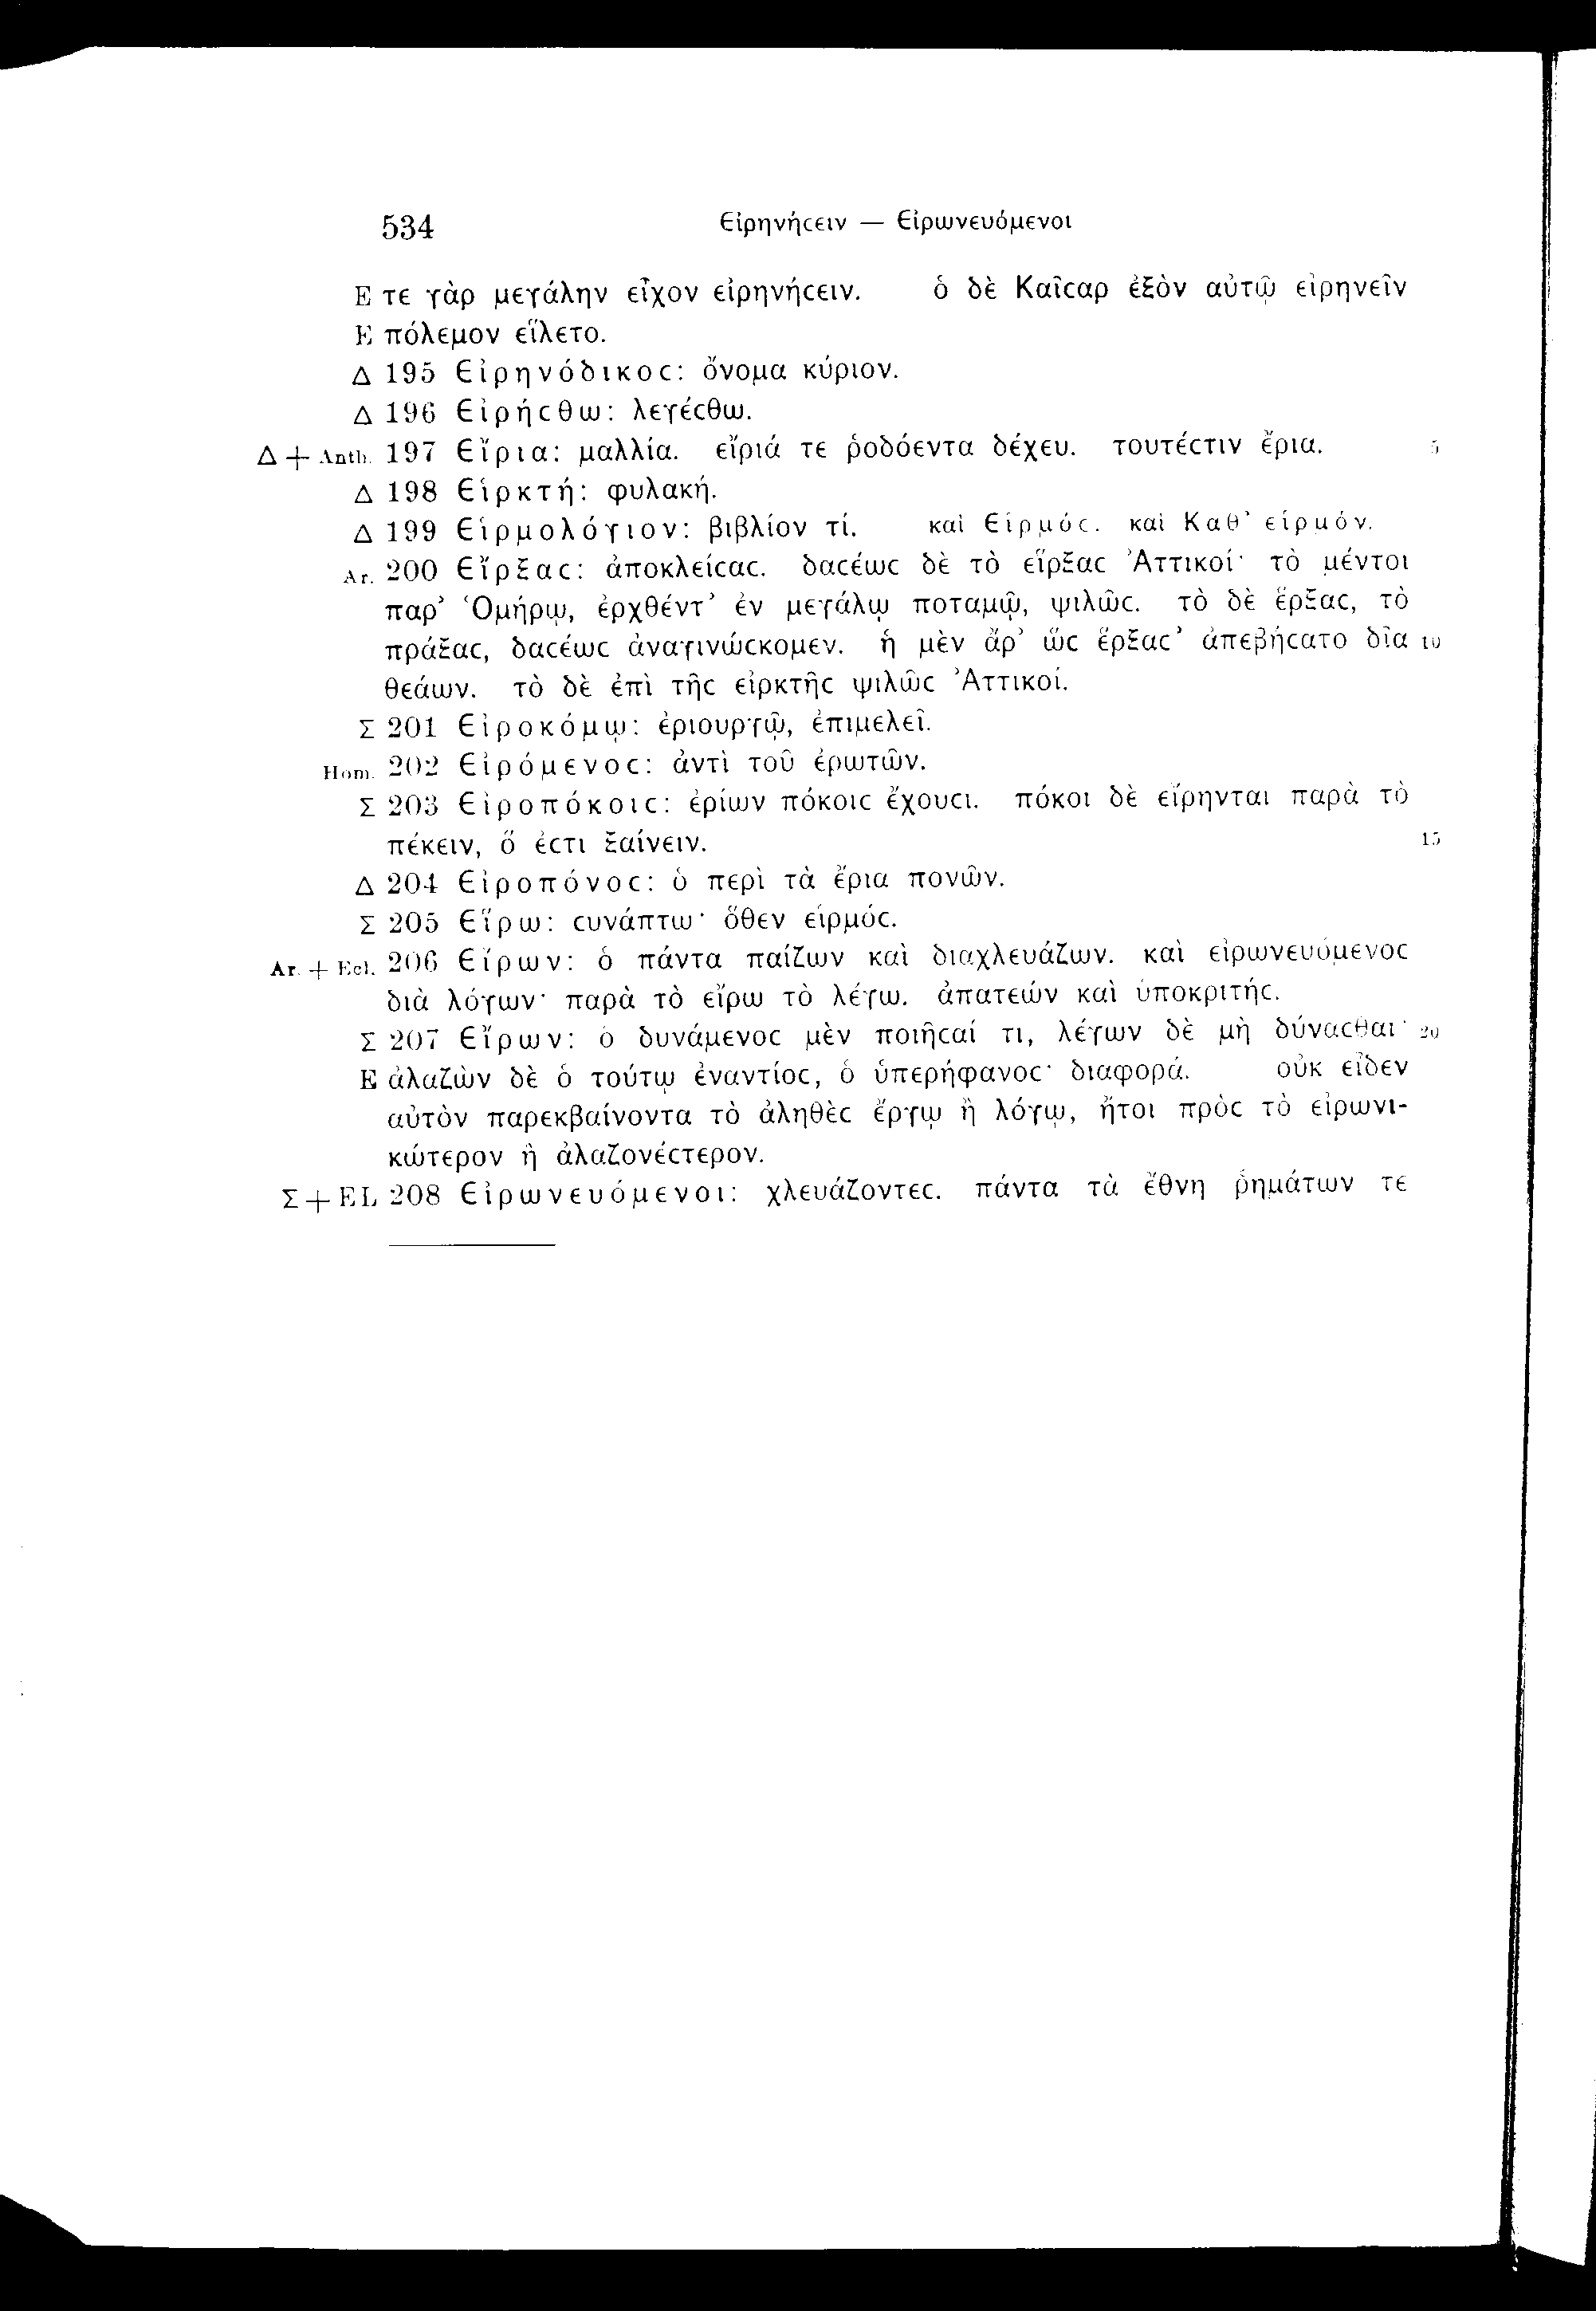 534 Εἰρηνήϲειν — Εἰρωνευόμενοι
E τε γὰρ μεγάλην εἶχον εἰρηνήϲειν. ὁ δὲ Καῖϲαρ ἐξὸν αὐτῷ εἰρηνεῖν
E πόλεμον εἵλετο.
Δ 195 Εἰρηνόδικοϲ: ὄνομα κύριον.
Δ 196 Εἰρήϲθω: λεγέϲθω.
Δ + Anth. 197 Εἴρια: μαλλία. εἴριά τε ῥοδόεντα δέχευ. τουτέϲτιν ἔρια. 5
Δ 198 Εἱρκτή: φυλακή.
Δ 199 Εἱρμολόγιον: βιβλίον τί. καὶ Εἱρμόϲ. καὶ Καθ’ εἱρμόν.
Ar. 200 Εἵρξαϲ: ἀποκλείϲαϲ. δαϲέωϲ δὲ τὸ εἵρξαϲ Ἀττικοί· τὸ μέντοι
παρ’ Ὁμήρῳ, ἐρχθέντ’ ἐν μεγάλῳ ποταμῷ, ψιλῶϲ. τὸ δὲ ἕρξαϲ, τὸ
πράξαϲ, δαϲέωϲ ἀναγινώϲκομεν. ἡ μὲν ἄρ’ ὣϲ ἕρξαϲ’ ἀπεβήϲατο δῖα 10
θεάων. τὸ δὲ ἐπὶ τῆϲ εἰρκτῆϲ ψιλῶϲ Ἀττικοί.
Σ 201 Εἰροκόμῳ: ἐριουργῷ, ἐπιμελεῖ.
Hom. 202 Εἰρόμενοϲ: ἀντὶ τοῦ ἐρωτῶν.
Σ 203 Εἰροπόκοιϲ: ἐρίων πόκοιϲ ἔχουϲι. πόκοι δὲ εἴρηνται παρὰ τὸ
πέκειν, ὅ ἐϲτι ξαίνειν. 15
Δ 204 Εἰροπόνοϲ: ὁ περὶ τὰ ἔρια πονῶν.
Σ 205 Εἵρω: ϲυνάπτω· ὅθεν εἱρμόϲ.
Ar. + Ecl. 206 Εἴρων: ὁ πάντα παίζων καὶ διαχλευάζων. καὶ εἰρωνευόμενοϲ
διὰ λόγων· παρὰ τὸ εἴρω τὸ λέγω. ἀπατεών καὶ ὑποκριτήϲ.
Σ 207 Εἴρων: ὁ δυνάμενοϲ μὲν ποιῆϲαί τι, λέγων δὲ μὴ δύναϲθαι· 20
E ἀλαζὼν δὲ ὁ τούτῳ ἐναντίοϲ, ὁ ὑπερήφανοϲ· διαφορά. οὐκ εἶδεν
αὐτὸν παρεκβαίνοντα τὸ ἀληθὲϲ ἔργῳ ἢ λόγῳ, ἤτοι πρὸϲ τὸ εἰρωνι-
κώτερον ἢ ἀλαζονέϲτερον.
Σ + EL 208 Εἰρωνευόμενοι: χλευάζοντεϲ. πάντα τὰ ἔθνη ῥημάτων τε